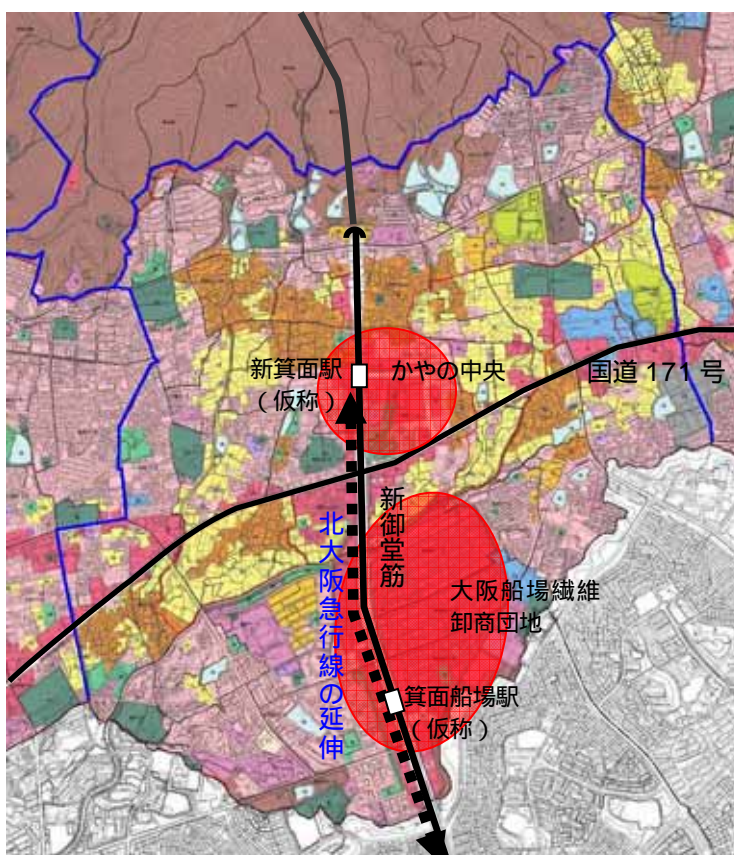 新箕面駅
（仮称）
かやの中央
国道 171 号
新御堂筋
北大阪急行線の延伸
大阪船場繊維
卸商団地
箕面船場駅
（仮称）